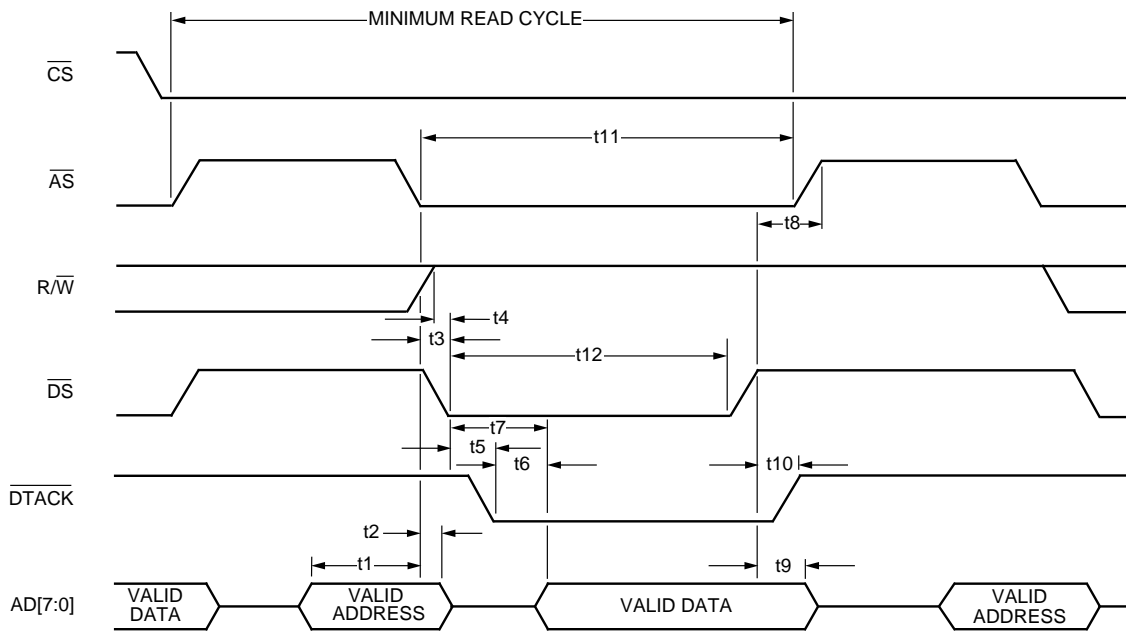 MINIMUM READ CYCLE
CS
t11
AS
t8
R/W
t4
t3
t12
DS
t7
t5
t6
t10
DTACK
t2
t1
t9
AD[7:0]
VALID
DATA
VALID
ADDRESS
VALID DATA
VALID
ADDRESS